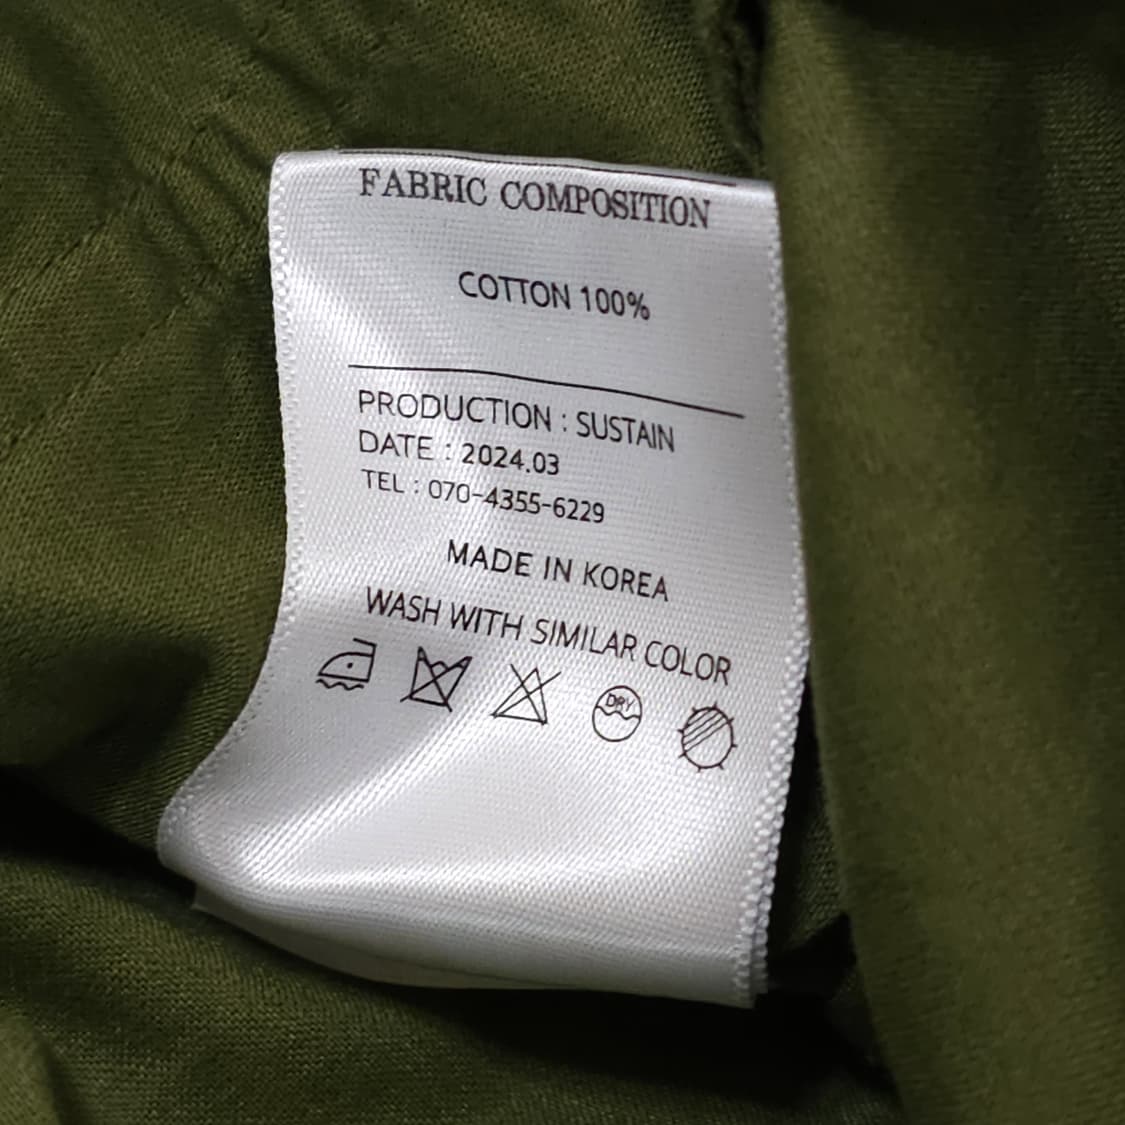 FABRIC COMPOSITION
COTTON 100%
PRODUCTION : SUSTAIN
DATE : 2024.03
TEL : 070-4355-6229
MADE IN KOREA
WASH WITH SIMILAR COLOR
DRY